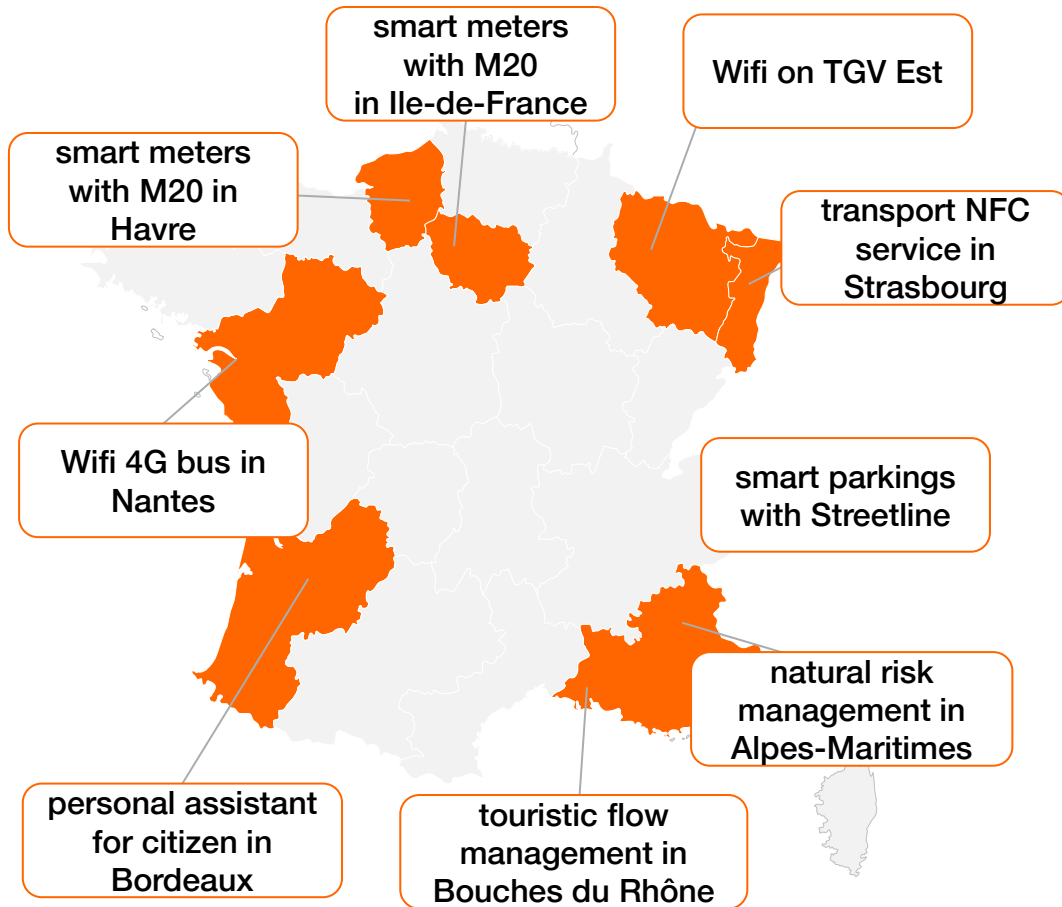 smart meters
with M20
in Ile-de-France
Wifi on TGV Est
smart meters
with M20 in
Havre
transport NFC
service in
Strasbourg
Wifi 4G bus in
Nantes
smart parkings
with Streetline
natural risk
management in
Alpes-Maritimes
personal assistant
for citizen in
Bordeaux
touristic flow
management in
Bouches du Rhône